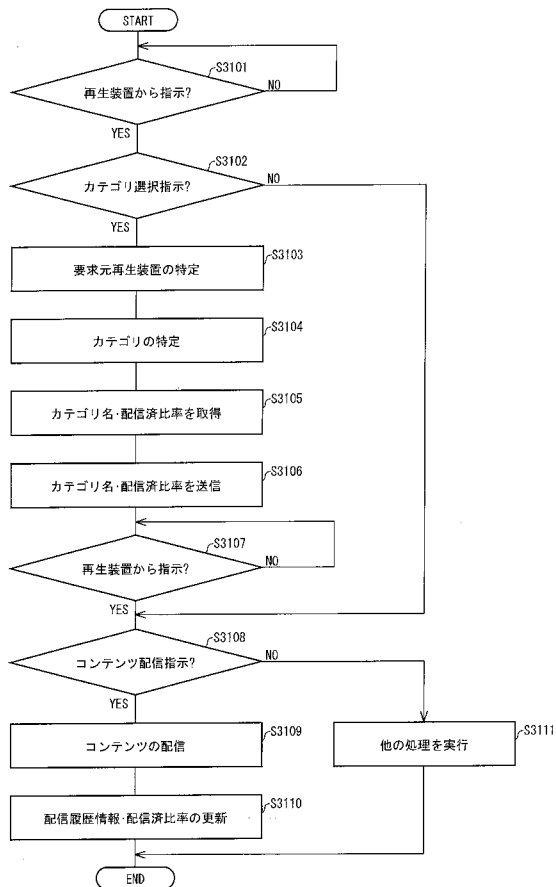 START
S3101
再生装置から指示?
NO
YES
S3102
カテゴリ選択指示?
NO
YES
S3103
要求元再生装置の特定
S3104
カテゴリの特定
S3105
カテゴリ名・配信済比率を取得
S3106
カテゴリ名・配信済比率を送信
S3107
再生装置から指示?
NO
YES
S3108
コンテンツ配信指示?
NO
YES
S3109
コンテンツの配信
S3111
他の処理を実行
S3110
配信履歴情報・配信済比率の更新
END